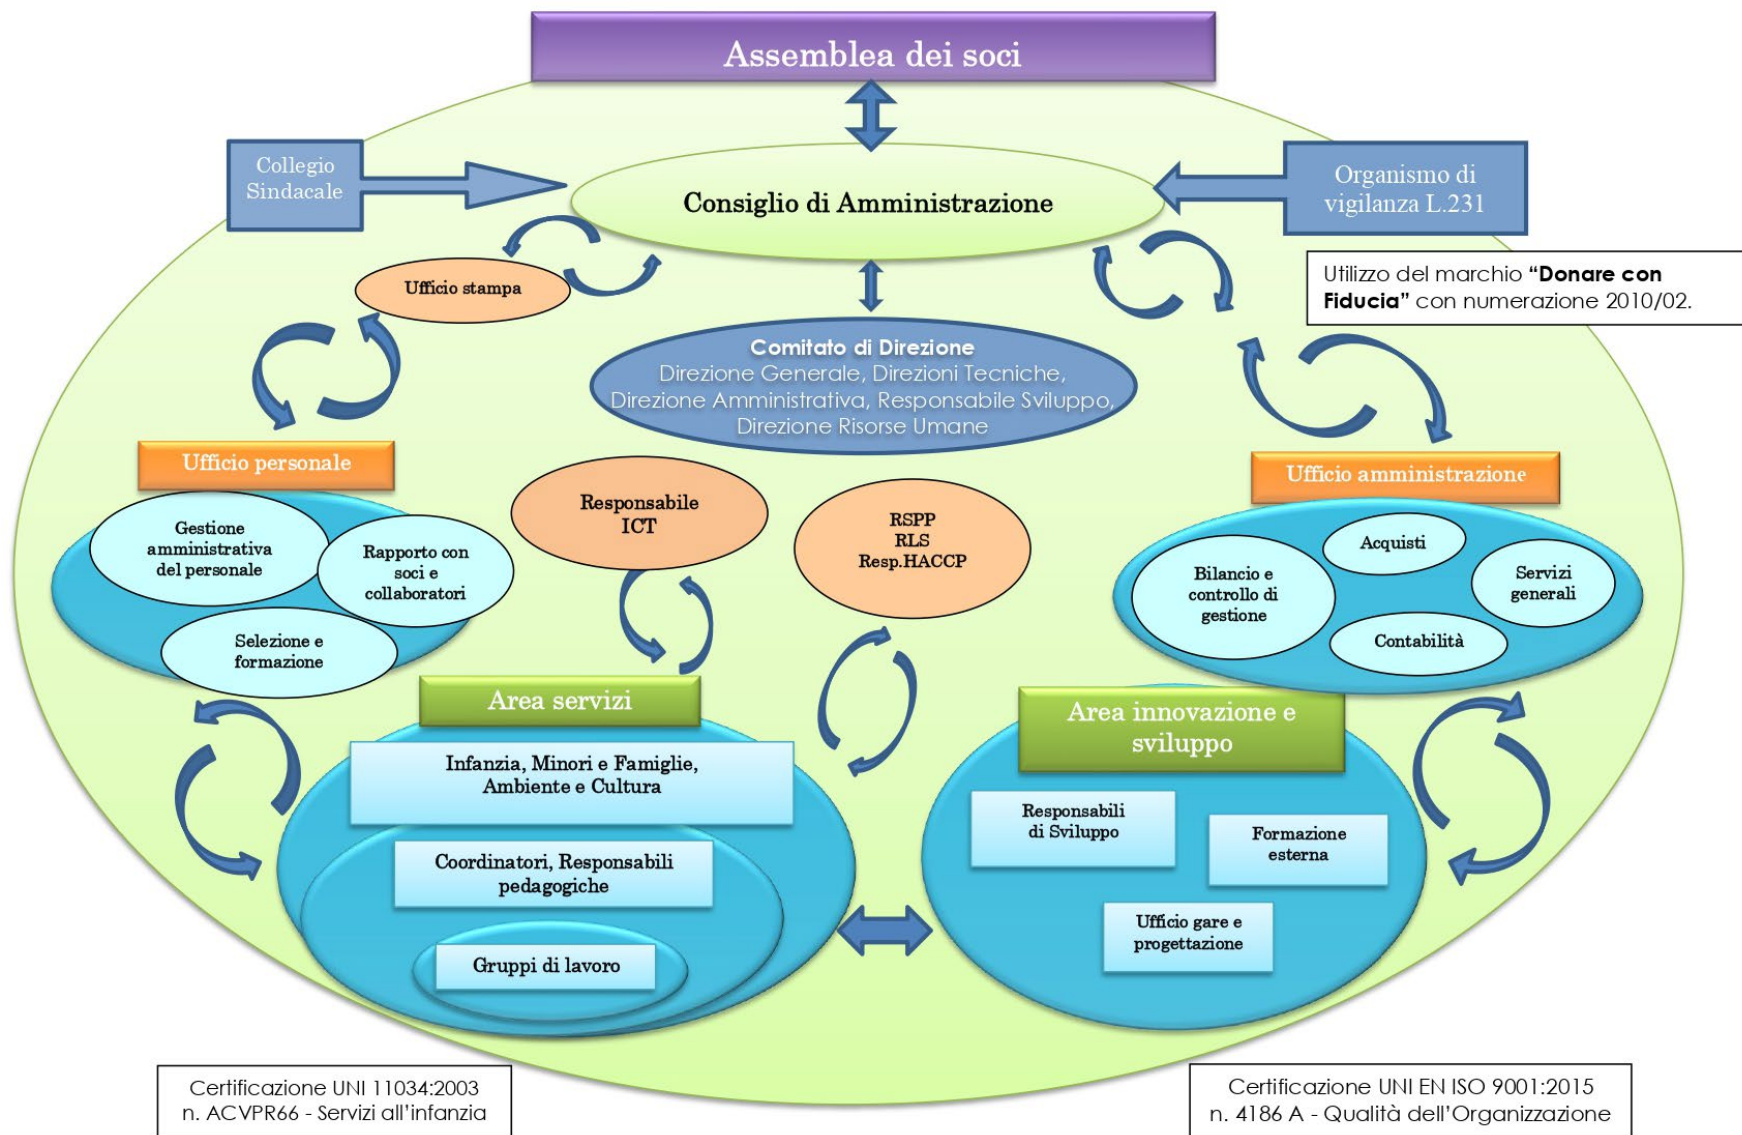 Assemblea dei soci
Collegio
Sindacale
Consiglio di Amministrazione
Organismo di
vigilanza L.231
Ufficio stampa
Utilizzo del marchio “Donare con
Fiducia” con numerazione 2010/02.
Comitato di Direzione
Direzione Generale, Direzioni Tecniche,
Direzione Amministrativa, Responsabile Sviluppo,
Direzione Risorse Umane
Ufficio personale
Gestione
amministrativa
del personale
Rapporto con
soci e
collaboratori
Selezione e
formazione
Responsabile
ICT
RSPP
RLS
Resp.HACCP
Ufficio amministrazione
Acquisti
Bilancio e
controllo di
gestione
Servizi
generali
Contabilità
Area servizi
Infanzia, Minori e Famiglie,
Ambiente e Cultura
Coordinatori, Responsabili
pedagogiche
Gruppi di lavoro
Area innovazione e
sviluppo
Responsabili
di Sviluppo
Formazione
esterna
Ufficio gare e
progettazione
Certificazione UNI 11034:2003
n. ACVPR66 - Servizi all’infanzia
Certificazione UNI EN ISO 9001:2015
n. 4186 A - Qualità dell’Organizzazione